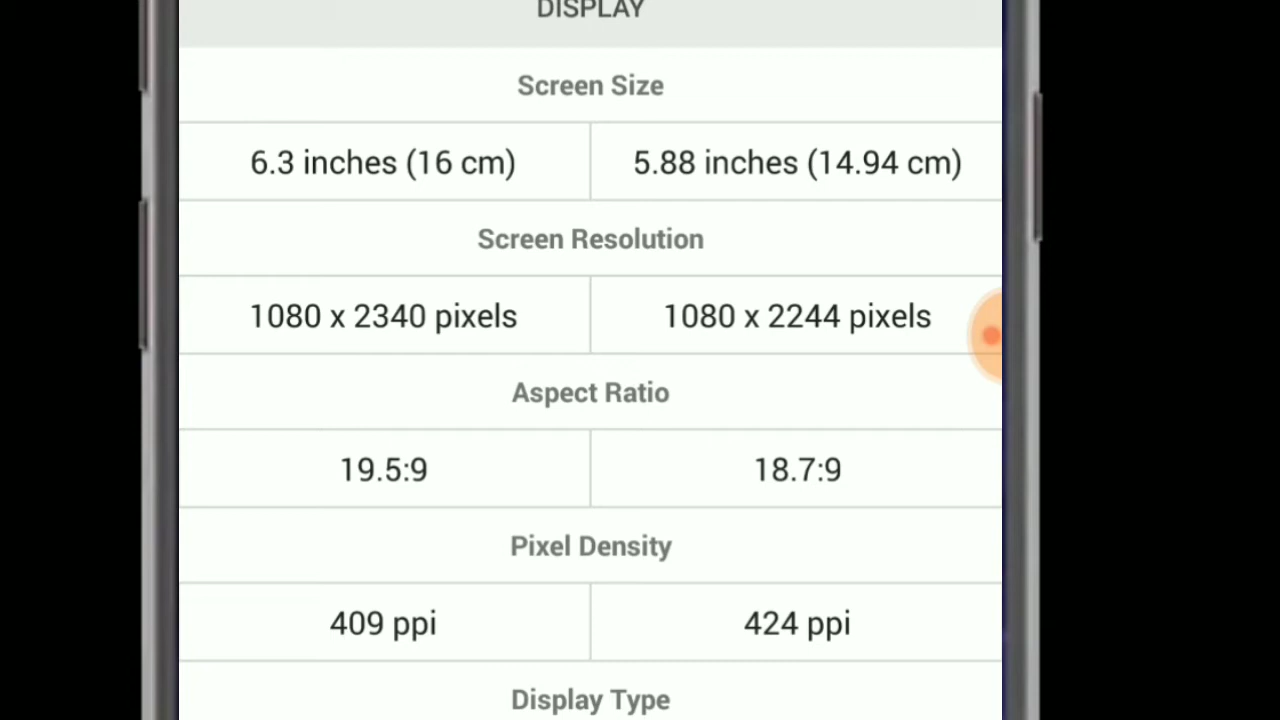 DISPLAY
Screen Size
6.3 inches (16 cm) 5.88 inches (14.94 cm)
Screen Resolution
1080 x 2340 pixels 1080 x 2244 pixels
Aspect Ratio
19.5:9 18.7:9
Pixel Density
409 ppi 424 ppi
Display Type